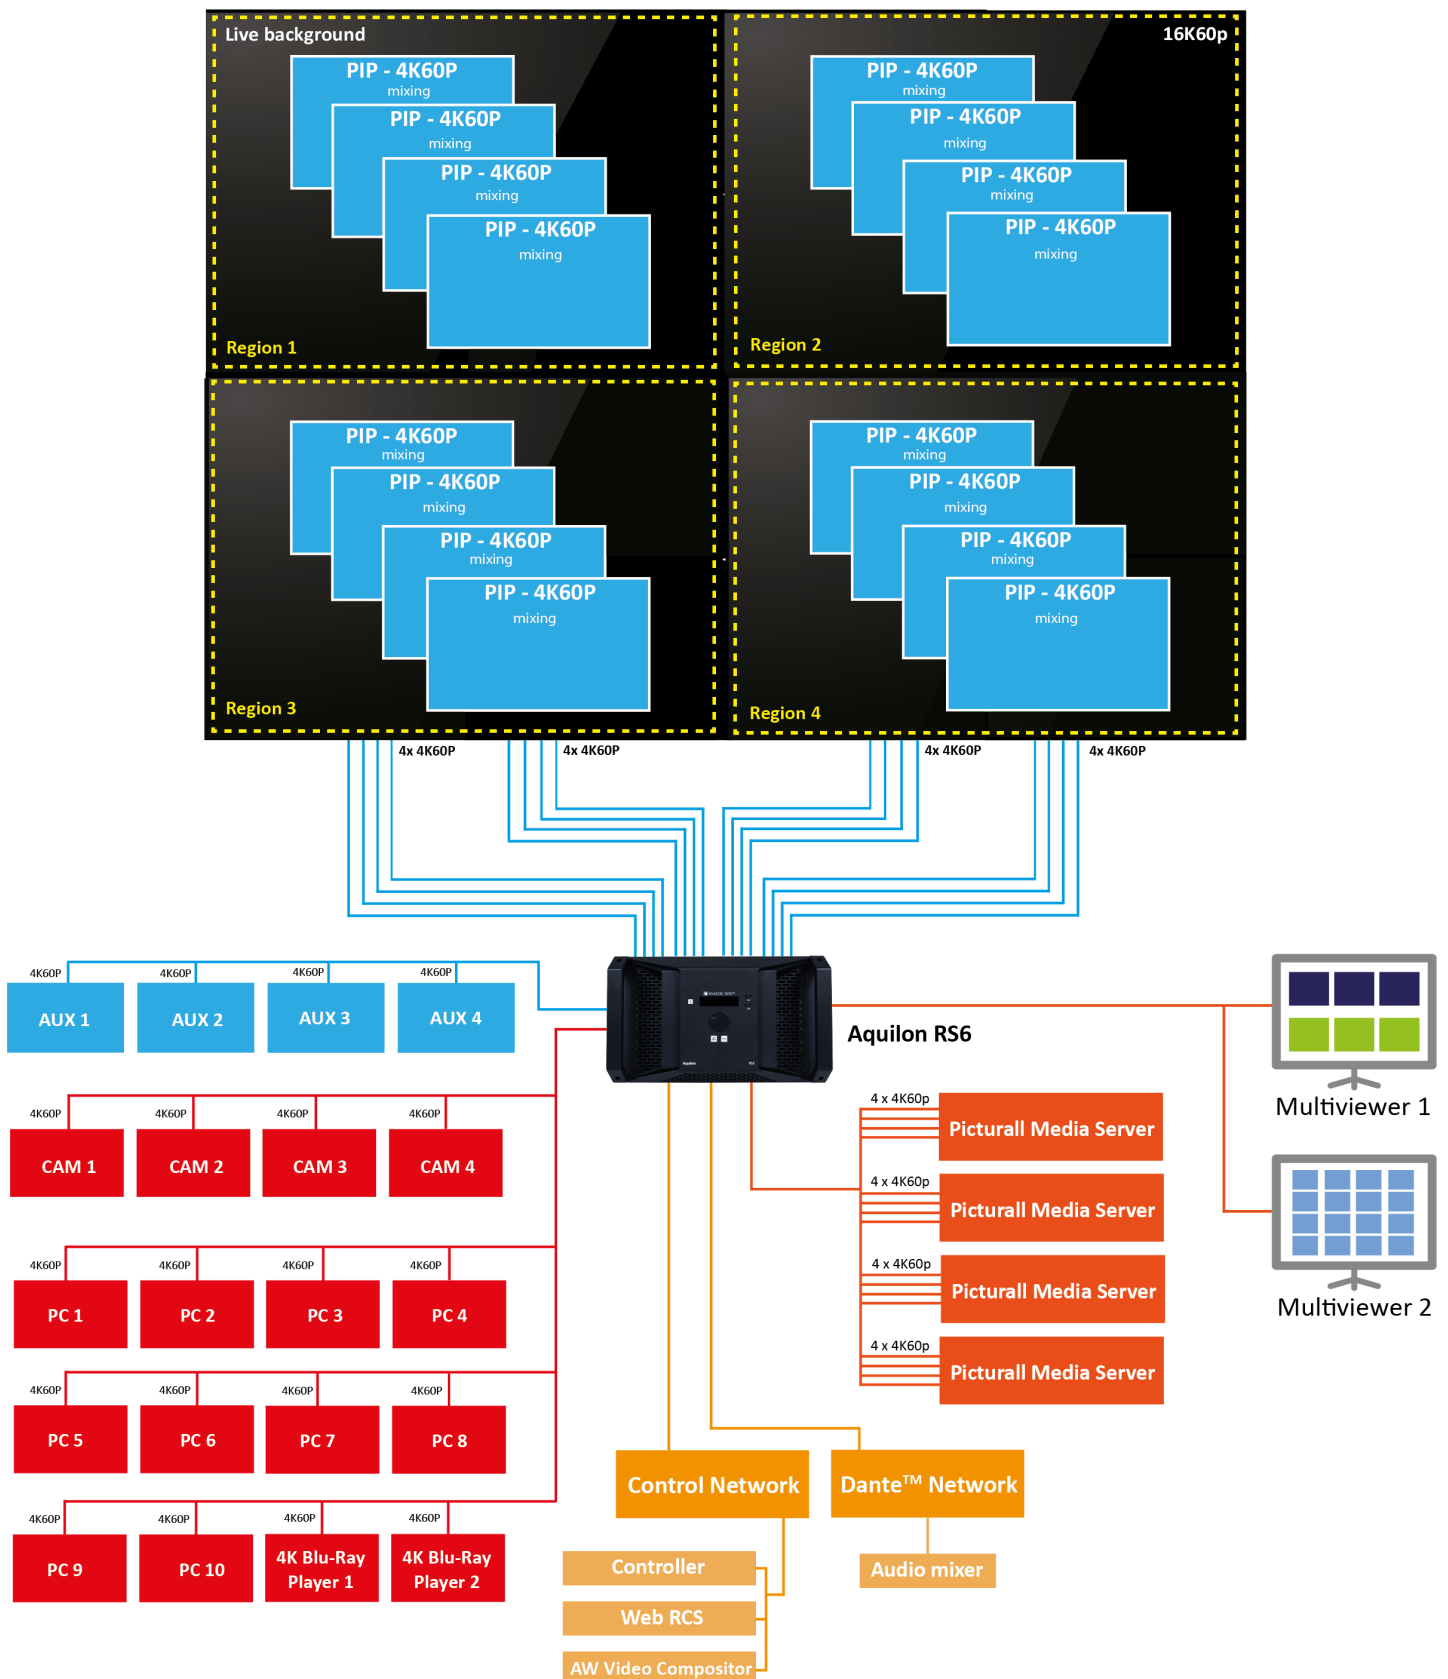 Live background
16K60p
PIP - 4K60P
mixing
PIP - 4K60P
mixing
PIP - 4K60P
mixing
PIP - 4K60P
mixing
Region 1
PIP - 4K60P
mixing
PIP - 4K60P
mixing
PIP - 4K60P
mixing
PIP - 4K60P
mixing
Region 2
PIP - 4K60P
mixing
PIP - 4K60P
mixing
PIP - 4K60P
mixing
PIP - 4K60P
mixing
Region 3
PIP - 4K60P
mixing
PIP - 4K60P
mixing
PIP - 4K60P
mixing
PIP - 4K60P
mixing
Region 4
4x 4K60P
4x 4K60P
4x 4K60P
4x 4K60P
4K60P
4K60P
4K60P
4K60P
AUX 1
AUX 2
AUX 3
AUX 4
ANALOG WAY
Aquilon
Aquilon RS6
4K60P
4K60P
4K60P
4K60P
CAM 1
CAM 2
CAM 3
CAM 4
4K60P
4K60P
4K60P
4K60P
PC 1
PC 2
PC 3
PC 4
4K60P
4K60P
4K60P
4K60P
PC 5
PC 6
PC 7
PC 8
4K60P
4K60P
4K60P
4K60P
PC 9
PC 10
4K Blu-Ray
Player 1
4K Blu-Ray
Player 2
4 x 4K60p
Picturall Media Server
4 x 4K60p
Picturall Media Server
4 x 4K60p
Picturall Media Server
4 x 4K60p
Picturall Media Server
Multiviewer 1
Multiviewer 2
Control Network
Dante™ Network
Controller
Web RCS
AW Video Compositor
Audio mixer